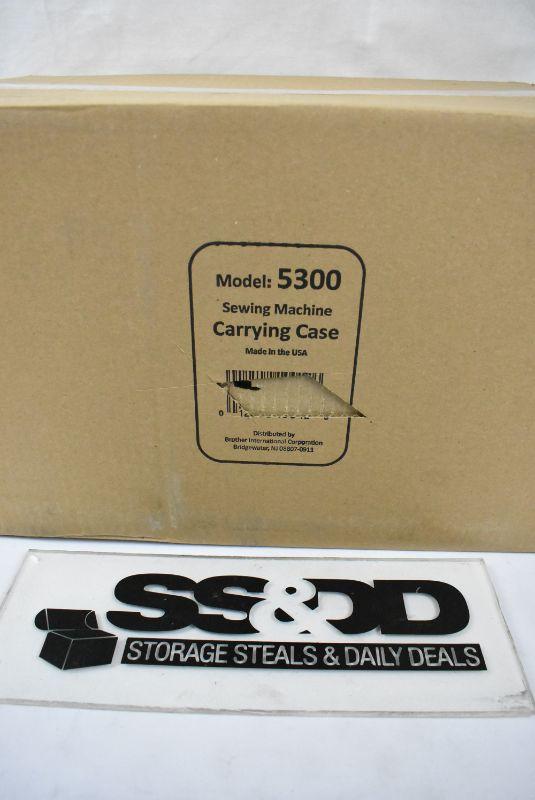 Model: 5300
Sewing Machine
Carrying Case
Made in the USA
Distributed by
Brother International Corporation
Bridgewater, NJ 08807-0911
SS&DD
STORAGE STEALS & DAILY DEALS